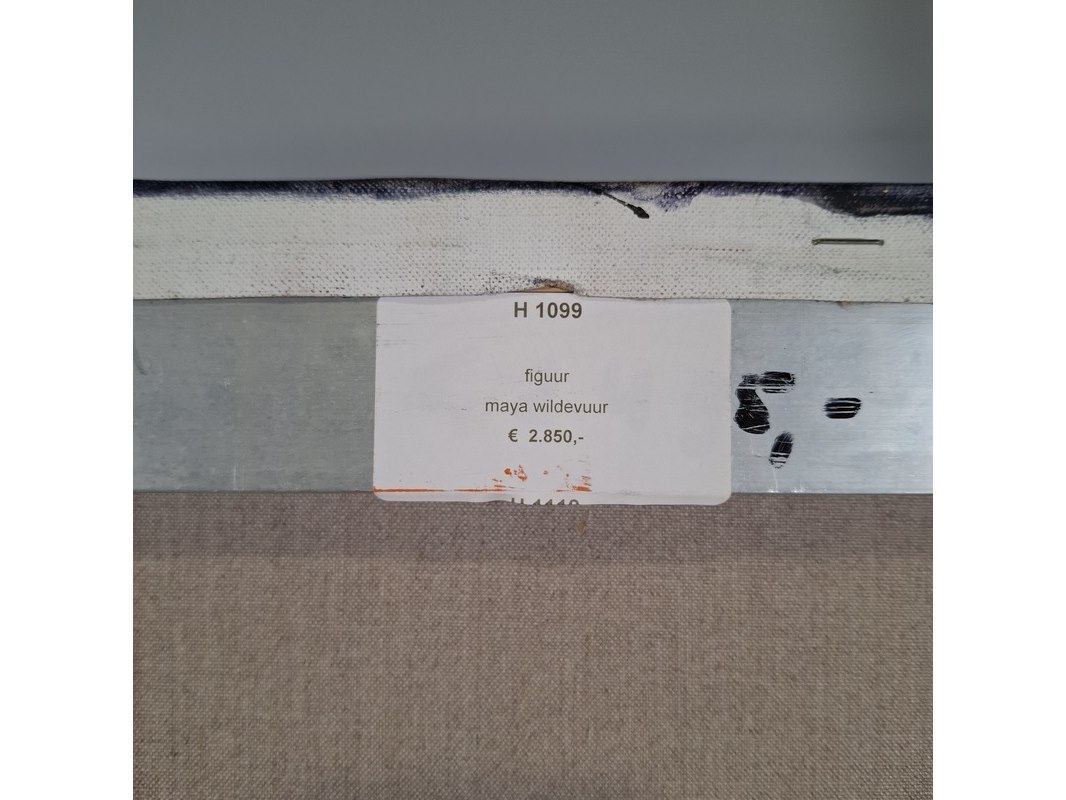 H 1099
figuur
maya wildevuur
€ 2.850,-